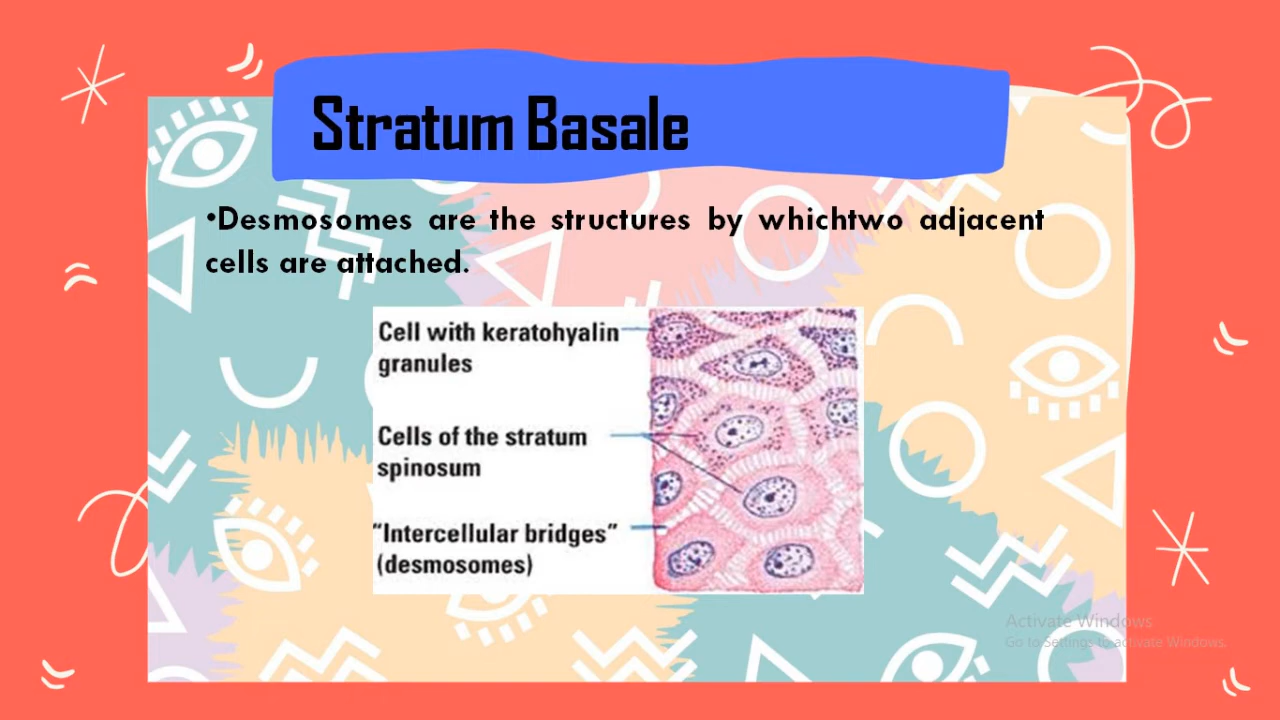 Stratum Basale
•Desmosomes are the structures by whichtwo adjacent
cells are attached.
Cell with keratohyalin
granules
Cells of the stratum
spinosum
“Intercellular bridges”
(desmosomes)
Activate Windows
Go to Settings to activate Windows.